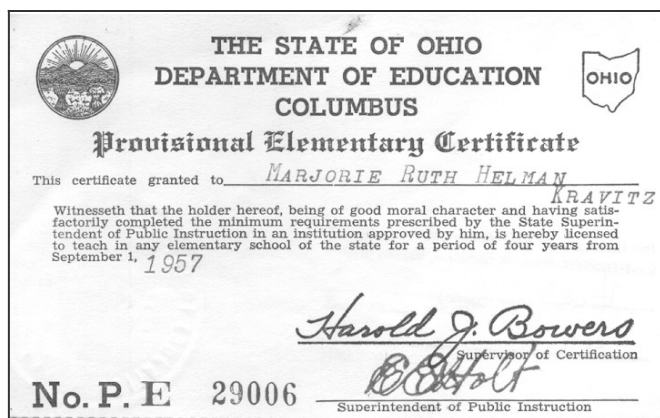 THE STATE OF OHIO
DEPARTMENT OF EDUCATION
COLUMBUS
OHIO
Provisional Elementary Certificate
This certificate granted to MARJORIE RUTH HELMAN
KRAVITZ
Witnesseth that the holder hereof, being of good moral character and having satis-
factorily completed the minimum requirements prescribed by the State Superin-
tendent of Public Instruction in an institution approved by him, is hereby licensed
to teach in any elementary school of the state for a period of four years from
September 1, 1957
Harold J. Bowers
Supervisor of Certification
E E Holt
Superintendent of Public Instruction
No. P. E 29006